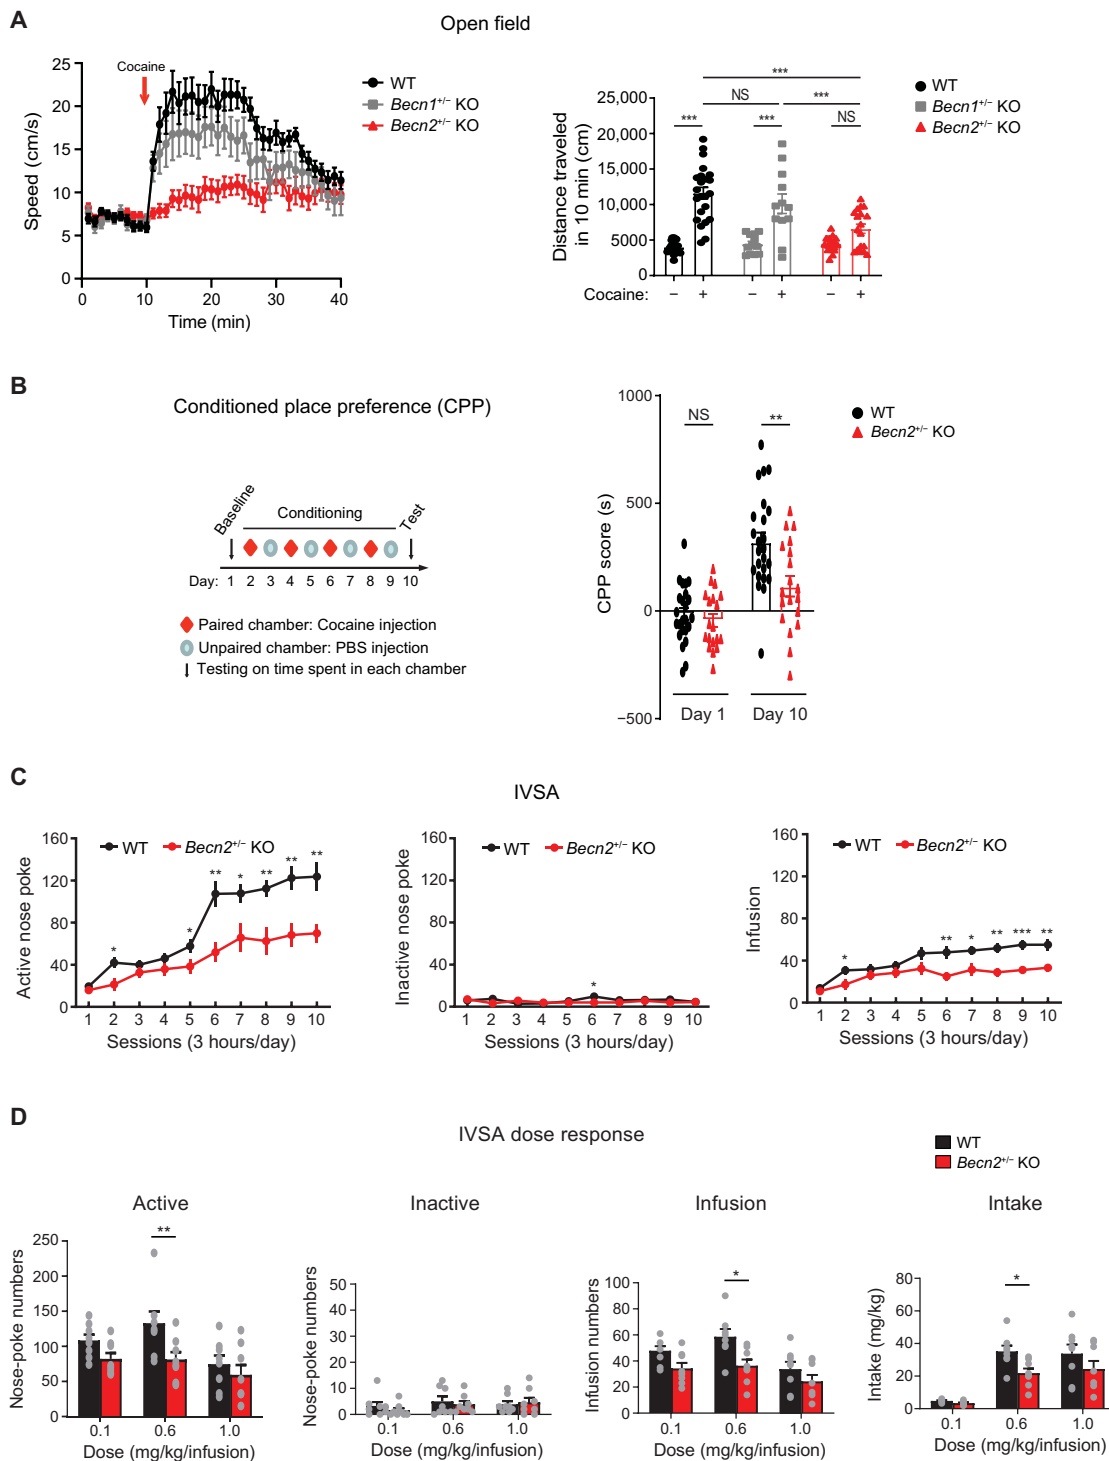 A
Open field
Speed (cm/s)
25
20
15
10
5
0
Cocaine
0 10 20 30 40
Time (min)
WT
Becn1+/− KO
Becn2+/− KO
Distance traveled
in 10 min (cm)
25,000
20,000
15,000
10,000
5000
0
***
NS ***
*** *** NS
Cocaine: − + − + − +
WT
Becn1+/− KO
Becn2+/− KO
B
Conditioned place preference (CPP)
Baseline
Conditioning
Test
Day: 1 2 3 4 5 6 7 8 9 10
Paired chamber: Cocaine injection
Unpaired chamber: PBS injection
Testing on time spent in each chamber
CPP score (s)
1000
500
0
−500
NS **
Day 1 Day 10
WT
Becn2+/− KO
C
IVSA
Active nose poke
160
120
80
40
0
WT Becn2+/− KO
* * ** * ** ** **
1 2 3 4 5 6 7 8 9 10
Sessions (3 hours/day)
Inactive nose poke
160
120
80
40
0
WT Becn2+/− KO
*
1 2 3 4 5 6 7 8 9 10
Sessions (3 hours/day)
Infusion
160
120
80
40
0
WT Becn2+/− KO
* ** * ** *** **
1 2 3 4 5 6 7 8 9 10
Sessions (3 hours/day)
D
IVSA dose response
WT
Becn2+/− KO
Active
Nose-poke numbers
250
200
150
100
50
0
**
0.1 0.6 1.0
Dose (mg/kg/infusion)
Inactive
Nose-poke numbers
50
40
30
20
10
0
0.1 0.6 1.0
Dose (mg/kg/infusion)
Infusion
Infusion numbers
100
80
60
40
20
0
*
0.1 0.6 1.0
Dose (mg/kg/infusion)
Intake
Intake (mg/kg)
80
60
40
20
0
*
0.1 0.6 1.0
Dose (mg/kg/infusion)